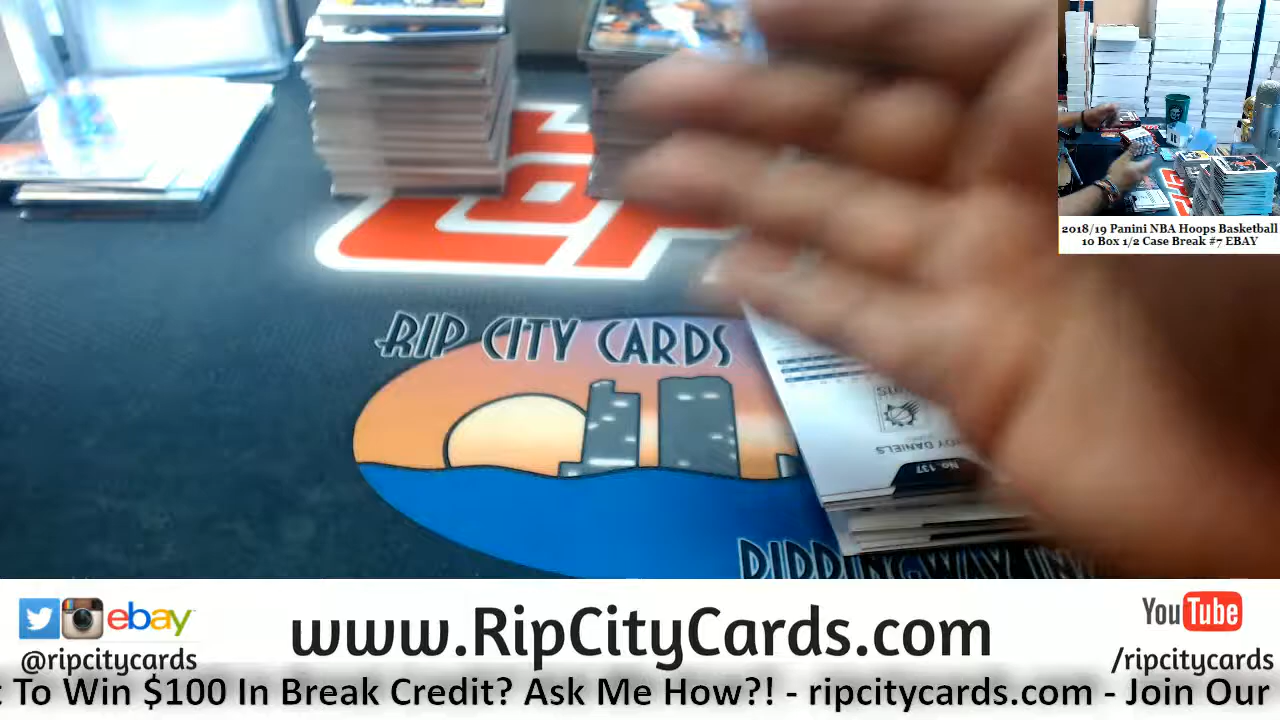 2018/19 Panini NBA Hoops Basketball
10 Box 1/2 Case Break #7 EBAY
RIP CITY CARDS
DANIELS
No. 137
ebay
@ripcitycards
www.RipCityCards.com
YouTube
/ripcitycards
To Win $100 In Break Credit? Ask Me How?! - ripcitycards.com - Join Our